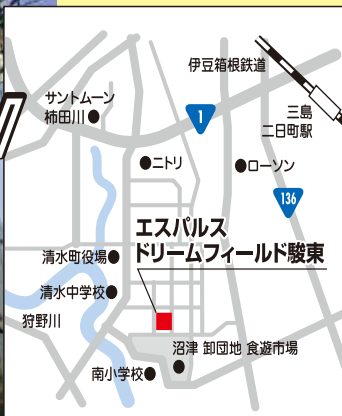 伊豆箱根鉄道
サントムーン
柿田川
1
三島
二日町駅
ニトリ
ローソン
136
エスパルス
ドリームフィールド駿東
清水町役場
清水中学校
狩野川
沼津 卸団地 食遊市場
南小学校